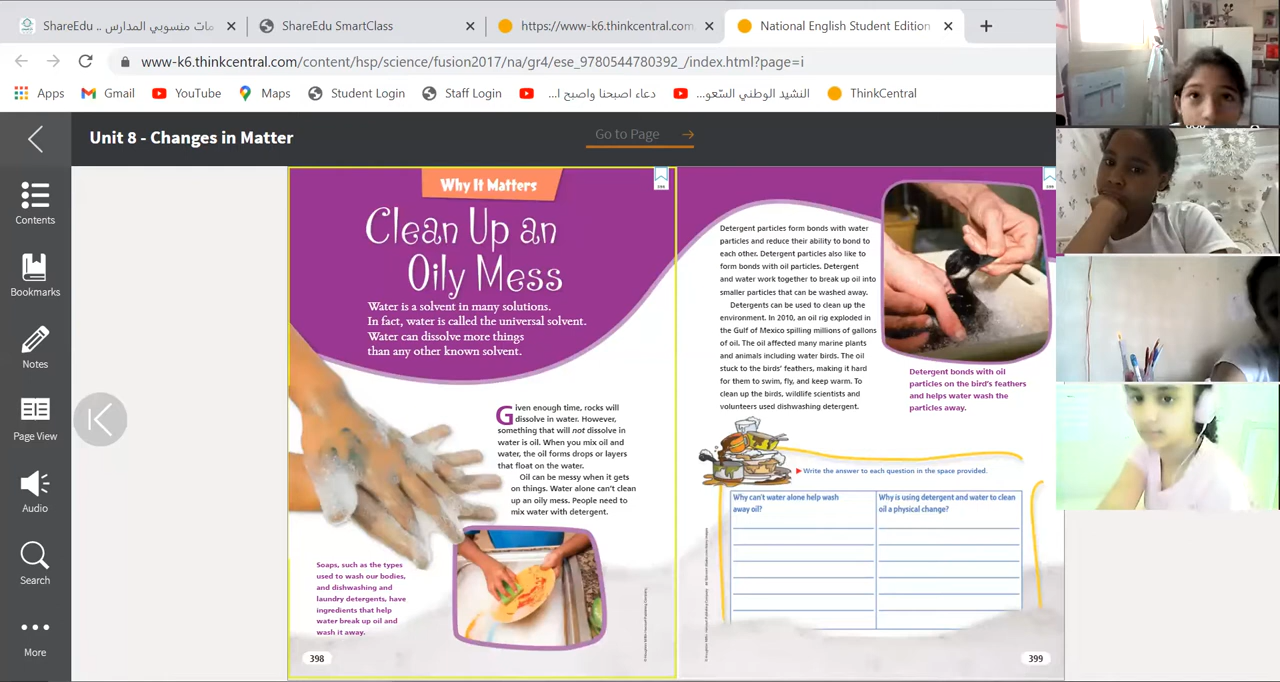 ShareEdu .. مات منسوبي المدارس
ShareEdu SmartClass
https://www-k6.thinkcentral.com
National English Student Edition
www-k6.thinkcentral.com/content/hsp/science/fusion2017/na/gr4/ese_9780544780392_/index.html?page=i
Apps
Gmail
YouTube
Maps
Student Login
Staff Login
دعاء اصبحنا واصبح ا...
النشيد الوطني السّعو...
ThinkCentral
Unit 8 - Changes in Matter
Go to Page
Contents
Bookmarks
Notes
Page View
Audio
Search
More
Why It Matters
Clean Up an
Oily Mess
Water is a solvent in many solutions.
In fact, water is called the universal solvent.
Water can dissolve more things
than any other known solvent.
Given enough time, rocks will
dissolve in water. However,
something that will not dissolve in
water is oil. When you mix oil and
water, the oil forms drops or layers
that float on the water.
Oil can be messy when it gets
on things. Water alone can't clean
up an oily mess. People need to
mix water with detergent.
Soaps, such as the types
used to wash our bodies,
and dishwashing and
laundry detergents, have
ingredients that help
water break up oil and
wash it away.
398
Detergent particles form bonds with water
particles and reduce their ability to bond to
each other. Detergent particles also like to
form bonds with oil particles. Detergent
and water work together to break up oil into
smaller particles that can be washed away.
Detergents can be used to clean up the
environment. In 2010, an oil rig exploded in
the Gulf of Mexico spilling millions of gallons
of oil. The oil affected many marine plants
and animals including water birds. The oil
stuck to the birds' feathers, making it hard
for them to swim, fly, and keep warm. To
clean up the birds, wildlife scientists and
volunteers used dishwashing detergent.
Detergent bonds with oil
particles on the bird's feathers
and helps water wash the
particles away.
Write the answer to each question in the space provided.
Why can't water alone help wash
away oil?
Why is using detergent and water to clean
oil a physical change?
399